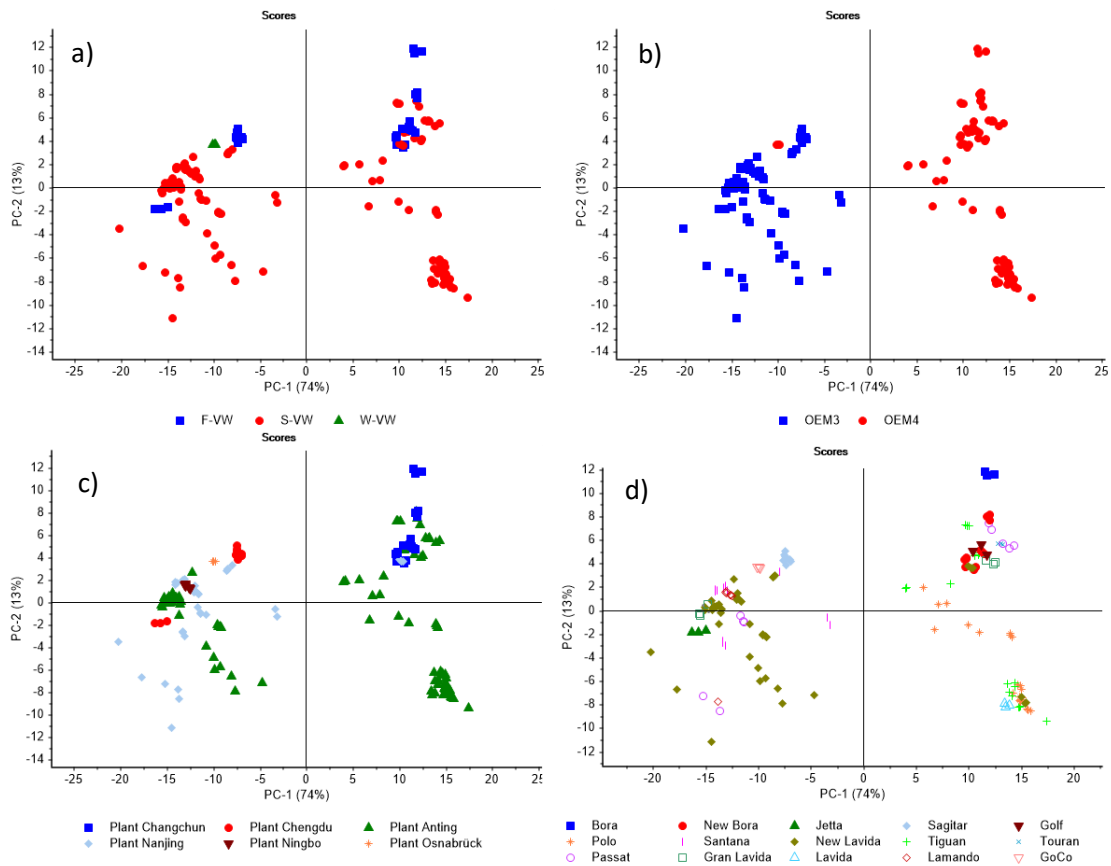 Scores
a)
12
10
8
6
4
2
0
-2
-4
-6
-8
-10
-12
-14
PC-2 (13%)
-25 -20 -15 -10 -5 0 5 10 15 20 25
PC-1 (74%)
F-VW S-VW W-VW
Scores
b)
12
10
8
6
4
2
0
-2
-4
-6
-8
-10
-12
-14
PC-2 (13%)
-25 -20 -15 -10 -5 0 5 10 15 20 25
PC-1 (74%)
OEM3 OEM4
Scores
c)
12
10
8
6
4
2
0
-2
-4
-6
-8
-10
-12
-14
PC-2 (13%)
-25 -20 -15 -10 -5 0 5 10 15 20 25
PC-1 (74%)
Plant Changchun Plant Chengdu Plant Anting
Plant Nanjing Plant Ningbo Plant Osnabrück
Scores
d)
12
10
8
6
4
2
0
-2
-4
-6
-8
-10
-12
PC-2 (13%)
-20 -15 -10 -5 0 5 10 15 20
PC-1 (74%)
Bora New Bora Jetta Sagitar Golf
Polo Santana New Lavida Tiguan Touran
Passat Gran Lavida Lavida Lamando GoCo